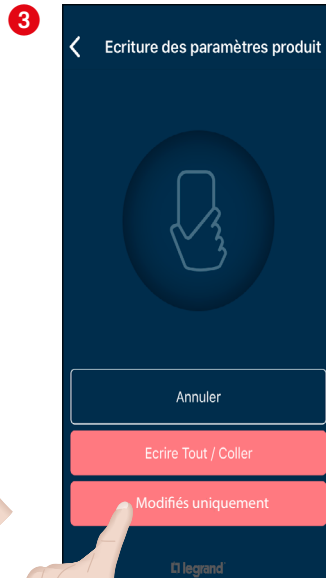 3
Ecriture des paramètres produit
Annuler
Ecrire Tout / Coller
Modifiés uniquement
legrand